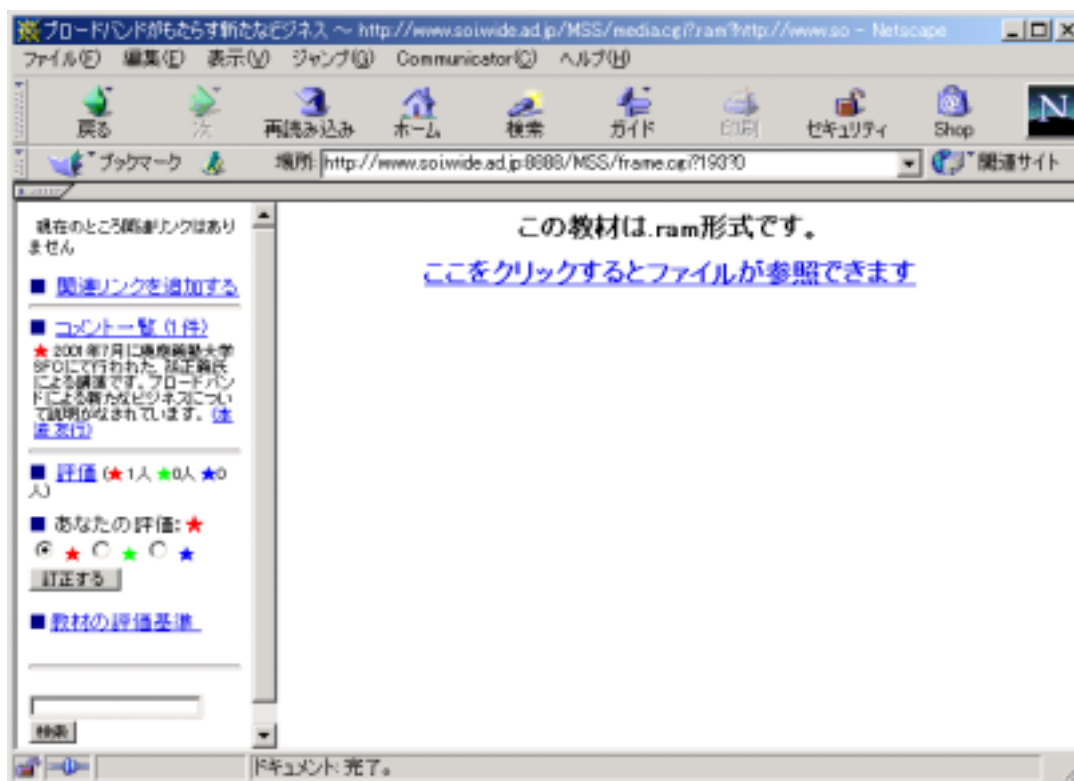 ブロードバンドがもたらす新たなビジネス ～ http://www.soi.wide.ad.jp/MSS/media.cgi?ram?http://www.so - Netscape
ファイル(F) 編集(E) 表示(V) ジャンプ(G) Communicator(C) ヘルプ(H)
戻る 次 再読み込み ホーム 検索 ガイド 印刷 セキュリティ Shop N
ブックマーク 場所: http://www.soi.wide.ad.jp:8888/MSS/frame.cgi?193?0 関連サイト
現在のところ関連リンクはあり
ません
■ 関連リンクを追加する
■ コメント一覧 (1件)
★ 2001年7月に慶應義塾大学
SFCにて行われた、孫正義氏
による講演です。ブロードバン
ドによる新たなビジネスについ
て説明がなされています。
■ 評価 (★1人 ★0人 ★0
人)
■ あなたの評価: ★
★ ★ ★
訂正する
■ 教材の評価基準
検索
この教材は.ram形式です。
ここをクリックするとファイルが参照できます
ドキュメント: 完了。